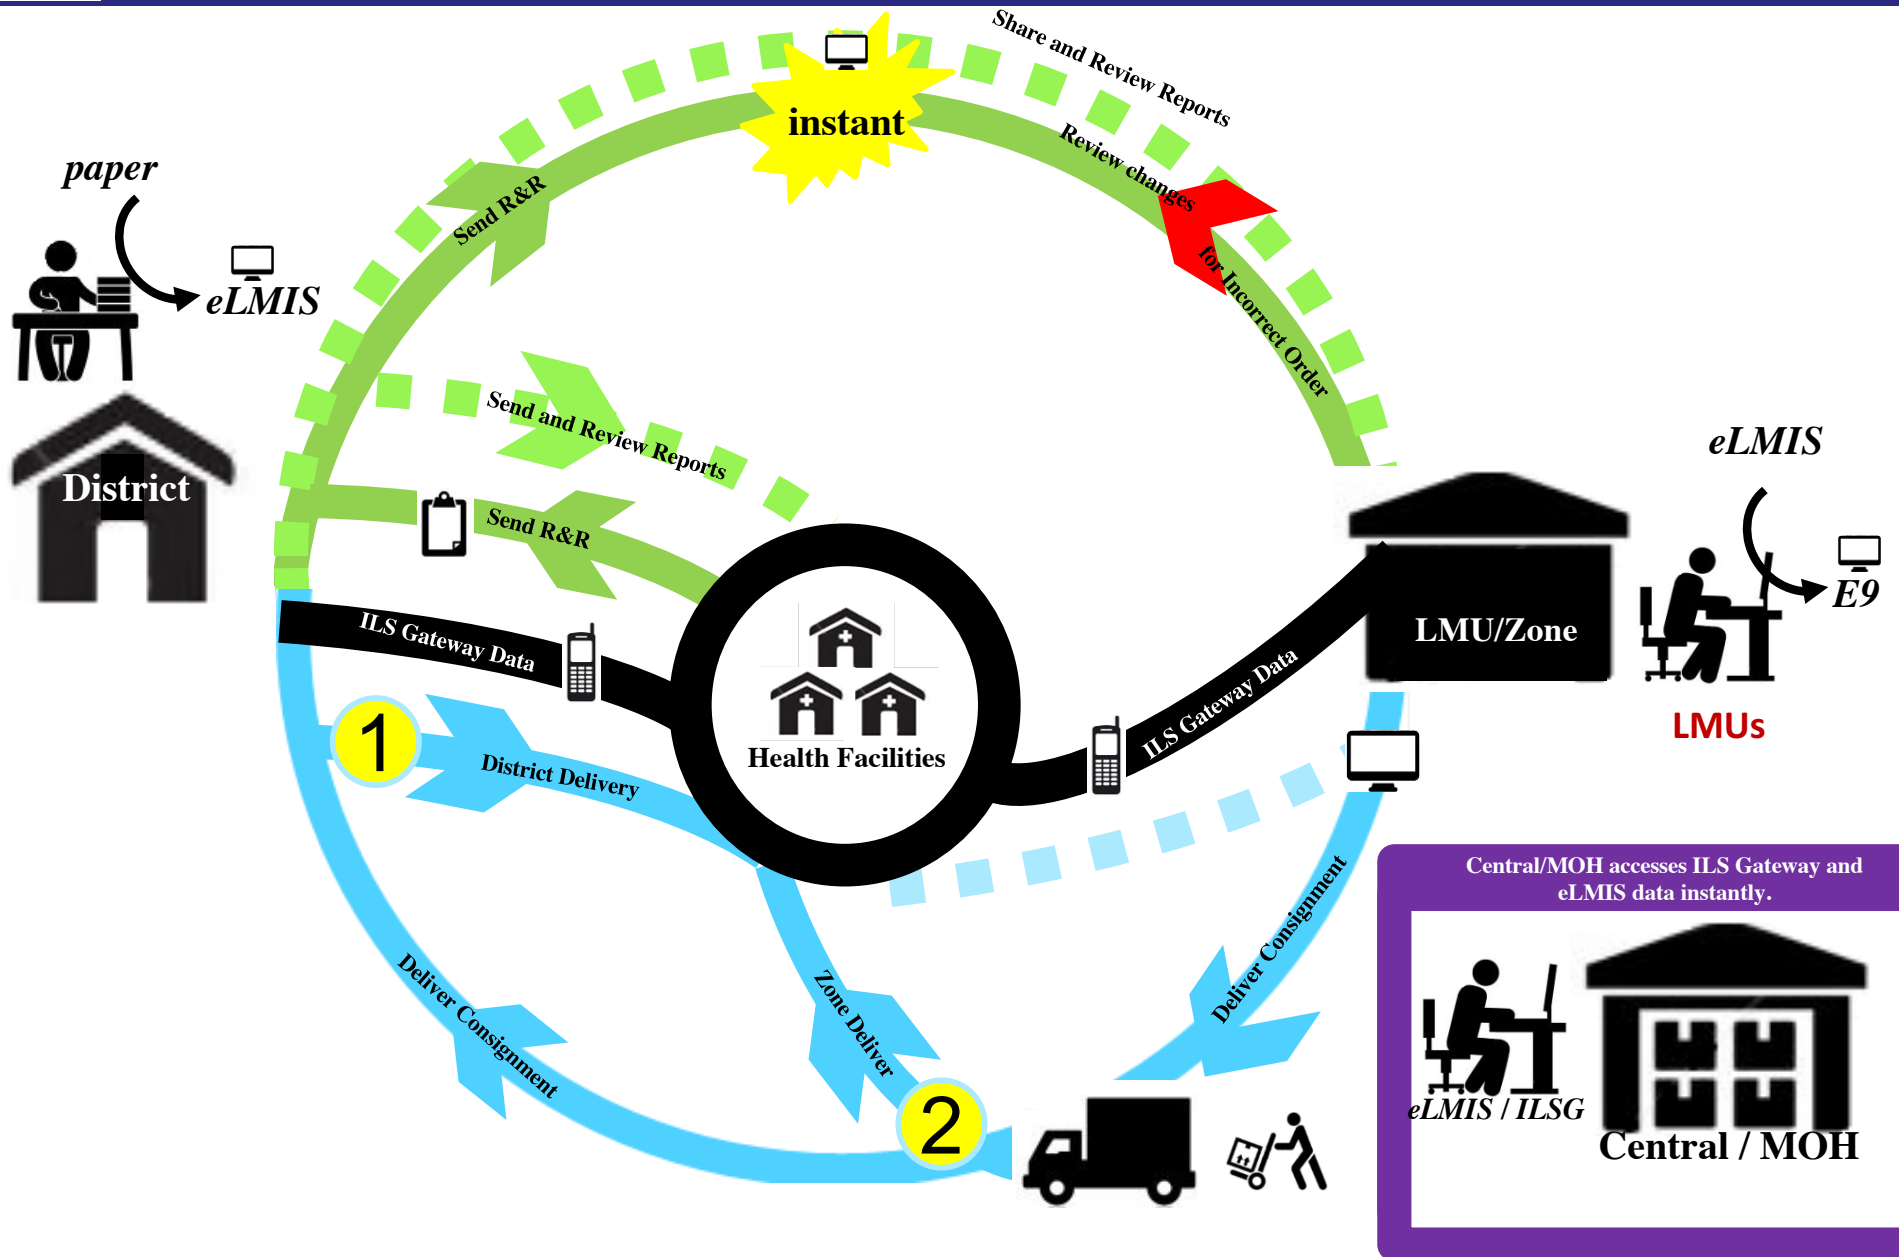 Share and Review Reports
instant
Review changes
for Incorrect Order
paper
eLMIS
Send R&R
District
Send and Review Reports
Send R&R
ILS Gateway Data
Health Facilities
ILS Gateway Data
eLMIS
E9
LMU/Zone
LMUs
1
District Delivery
Deliver Consignment
Zone Deliver
2
Deliver Consignment
Central/MOH accesses ILS Gateway and
eLMIS data instantly.
eLMIS / ILSG
Central / MOH